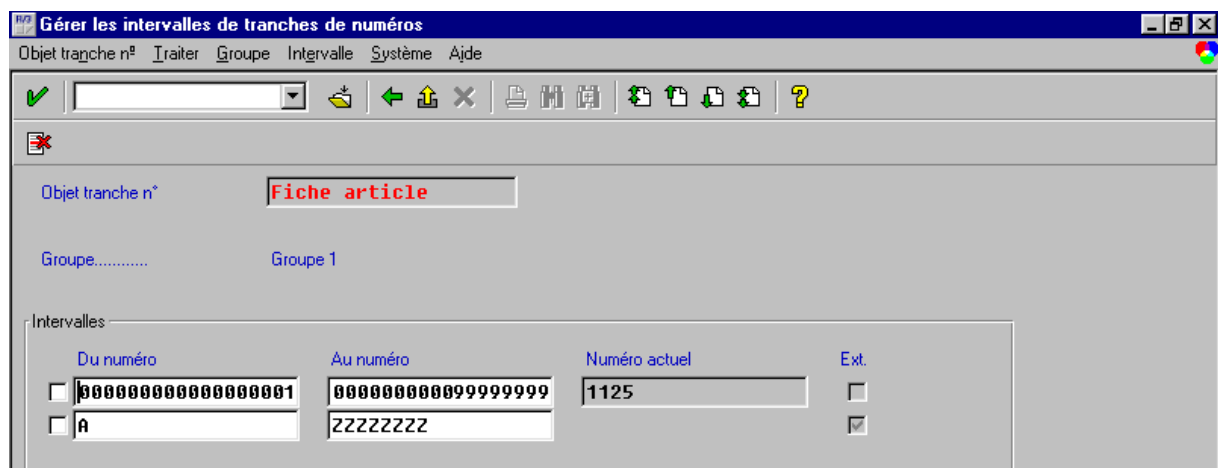 Gérer les intervalles de tranches de numéros
Objet tranche nº Traiter Groupe Intervalle Système Aide
Objet tranche n° Fiche article
Groupe............ Groupe 1
Intervalles
Du numéro Au numéro Numéro actuel Ext.
000000000000000001 000000000099999999 1125
A ZZZZZZZZ